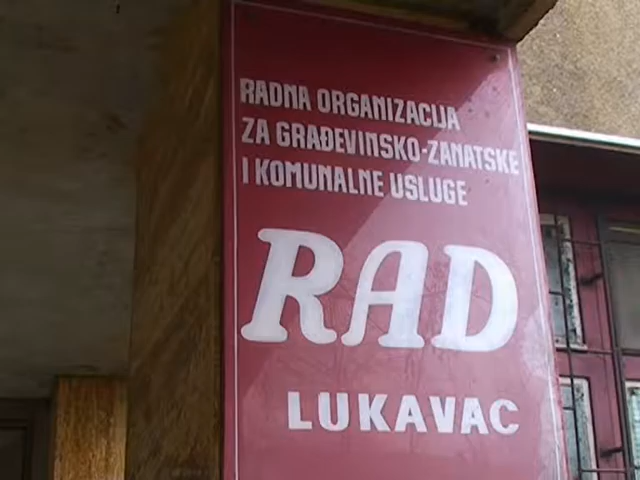 RADNA ORGANIZACIJA
ZA GRAĐEVINSKO-ZANATSKE
I KOMUNALNE USLUGE
RAD
LUKAVAC